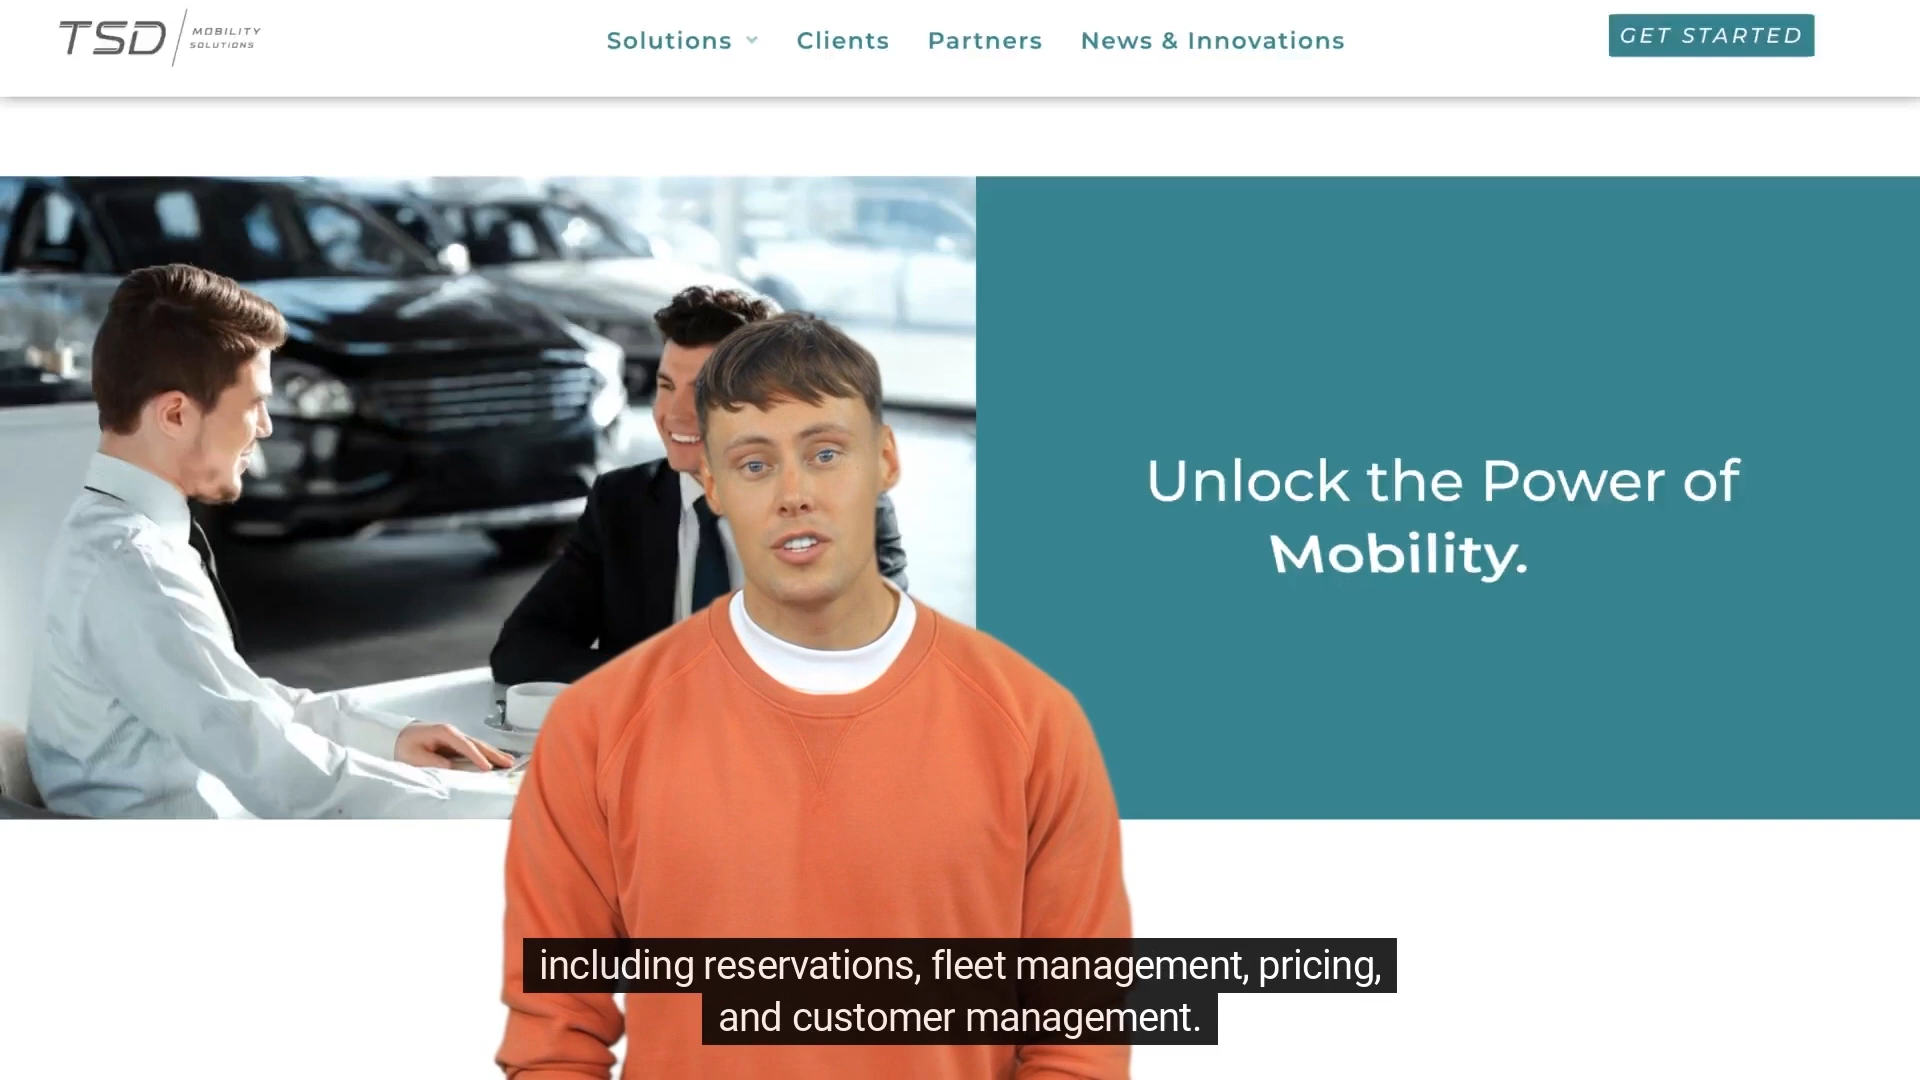 TSD MOBILITY SOLUTIONS
Solutions Clients Partners News & Innovations
GET STARTED
Unlock the Power of
Mobility.
including reservations, fleet management, pricing,
and customer management.